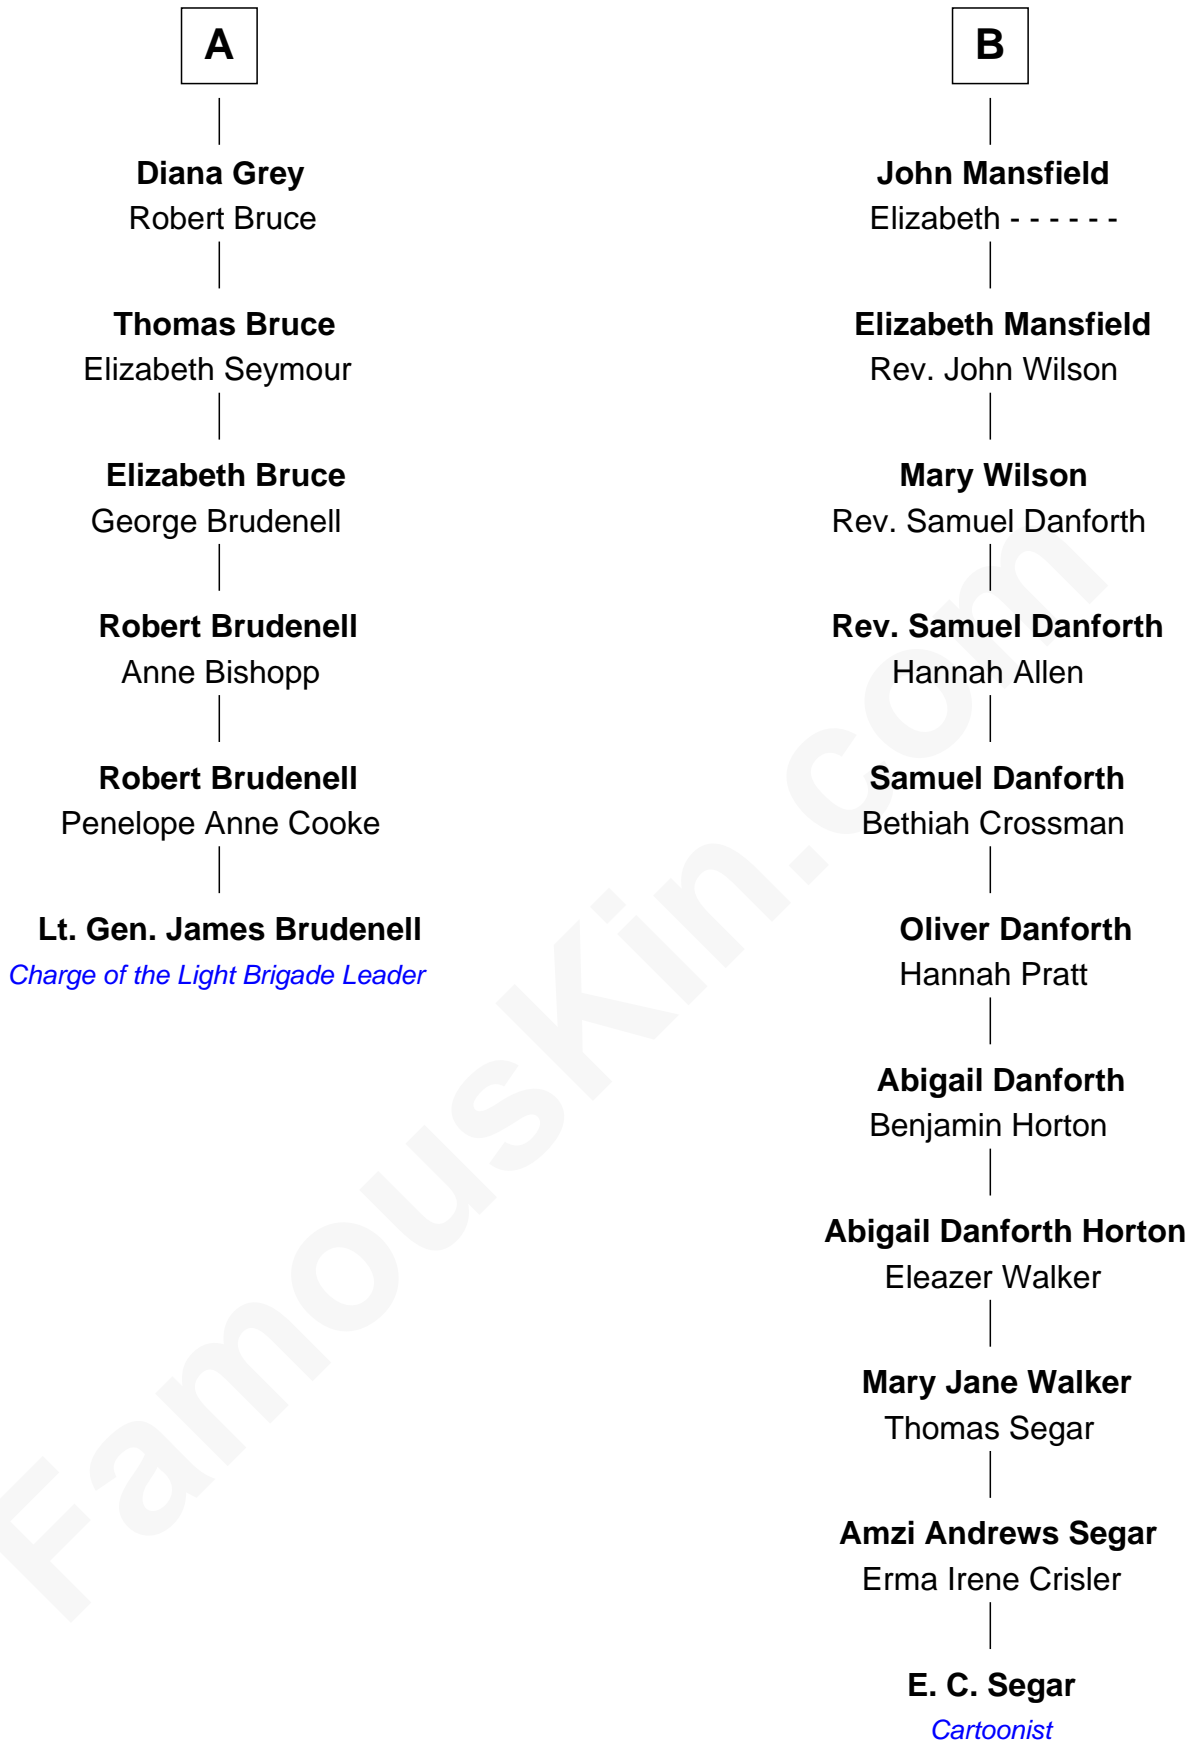 A
Diana Grey
Robert Bruce
Thomas Bruce
Elizabeth Seymour
Elizabeth Bruce
George Brudenell
Robert Brudenell
Anne Bishopp
Robert Brudenell
Penelope Anne Cooke
Lt. Gen. James Brudenell
Charge of the Light Brigade Leader
B
John Mansfield
Elizabeth - - - - - -
Elizabeth Mansfield
Rev. John Wilson
Mary Wilson
Rev. Samuel Danforth
Rev. Samuel Danforth
Hannah Allen
Samuel Danforth
Bethiah Crossman
Oliver Danforth
Hannah Pratt
Abigail Danforth
Benjamin Horton
Abigail Danforth Horton
Eleazer Walker
Mary Jane Walker
Thomas Segar
Amzi Andrews Segar
Erma Irene Crisler
E. C. Segar
Cartoonist
FamousKin.com